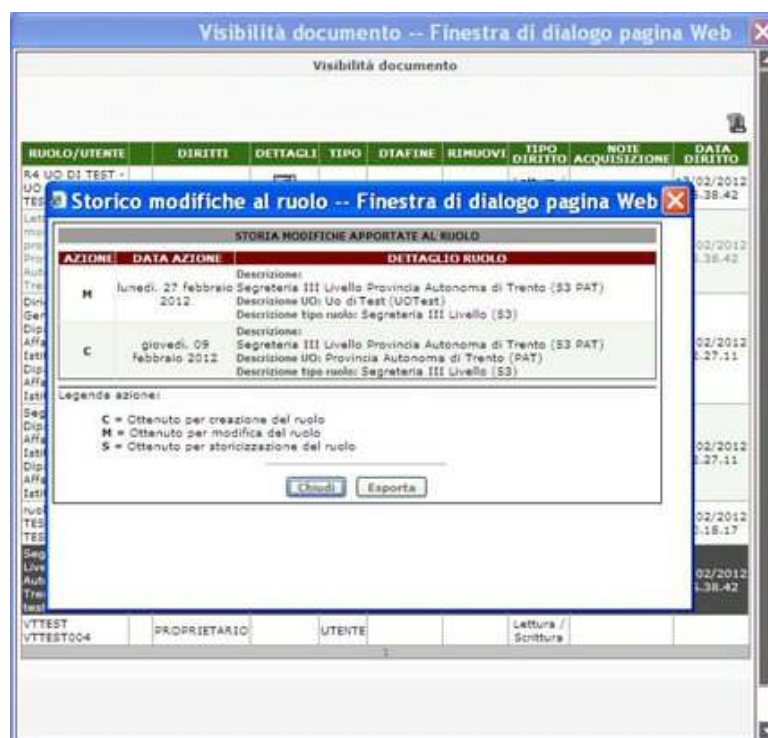 Visibilità documento -- Finestra di dialogo pagina Web
Visibilità documento
RUOLO/UTENTE DIRITTI DETTAGLI TIPO DTAFINE RIMUOVI TIPO DIRITTO NOTE ACQUISIZIONE DATA DIRITTO
R4 UO DI TEST -
UO
TES
Storico modifiche al ruolo -- Finestra di dialogo pagina Web
STORIA MODIFICHE APPORTATE AL RUOLO
AZIONE DATA AZIONE DETTAGLIO RUOLO
M lunedì, 27 febbraio 2012
Descrizione:
Segreteria III Livello Provincia Autonoma di Trento (S3 PAT)
Descrizione UO: Uo di Test (UOTest)
Descrizione tipo ruolo: Segreteria III Livello (S3)
C giovedì, 09 febbraio 2012
Descrizione:
Segreteria III Livello Provincia Autonoma di Trento (S3 PAT)
Descrizione UO: Provincia Autonoma di Trento (PAT)
Descrizione tipo ruolo: Segreteria III Livello (S3)
Legenda azione:
C = Ottenuto per creazione del ruolo
M = Ottenuto per modifica del ruolo
S = Ottenuto per storicizzazione del ruolo
Chiudi Esporta
VTTEST
VTTEST004 PROPRIETARIO UTENTE Lettura / Scrittura
1